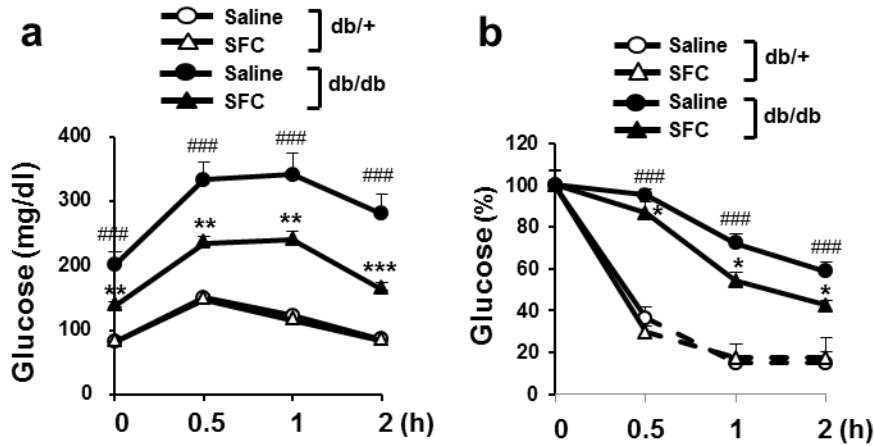 a
Saline
SFC
db/+
Saline
SFC
db/db
Glucose (mg/dl)
400
300
200
100
0
###
###
###
###
**
**
**
***
0 0.5 1 2 (h)
b
Saline
SFC
db/+
Saline
SFC
db/db
Glucose (%)
120
100
80
60
40
20
0
###
###
###
*
*
*
0 0.5 1 2 (h)